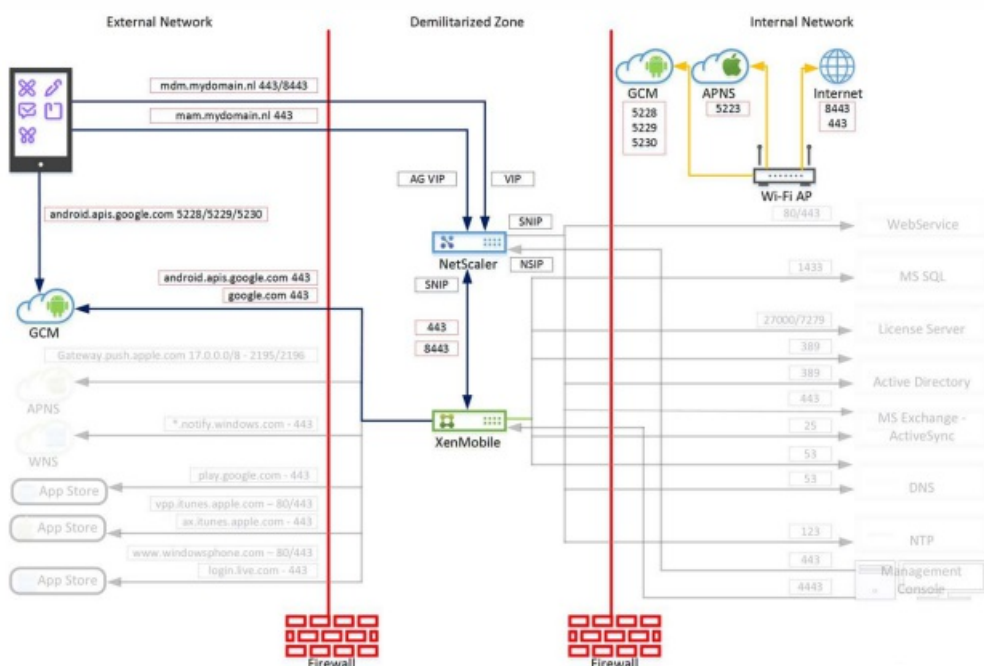 External Network
Demilitarized Zone
Internal Network
mdm.mydomain.nl 443/8443
mam.mydomain.nl 443
GCM
APNS
Internet
5228
5229
5230
5223
8443
443
Wi-Fi AP
AG VIP
VIP
android.apis.google.com 5228/5229/5230
SNIP
NetScaler
NSIP
SNIP
80/443
WebService
android.apis.google.com 443
google.com 443
GCM
1433
MS SQL
443
8443
27000/7279
License Server
389
Gateway.push.apple.com 17.0.0.0/8 - 2195/2196
APNS
389
Active Directory
443
*.notify.windows.com - 443
WNS
XenMobile
25
MS Exchange -
ActiveSync
53
play.google.com - 443
App Store
53
DNS
vpp.itunes.apple.com – 80/443
ax.itunes.apple.com - 443
App Store
123
NTP
www.windowsphone.com – 80/443
login.live.com - 443
App Store
443
4443
Management
Console
Firewall
Firewall